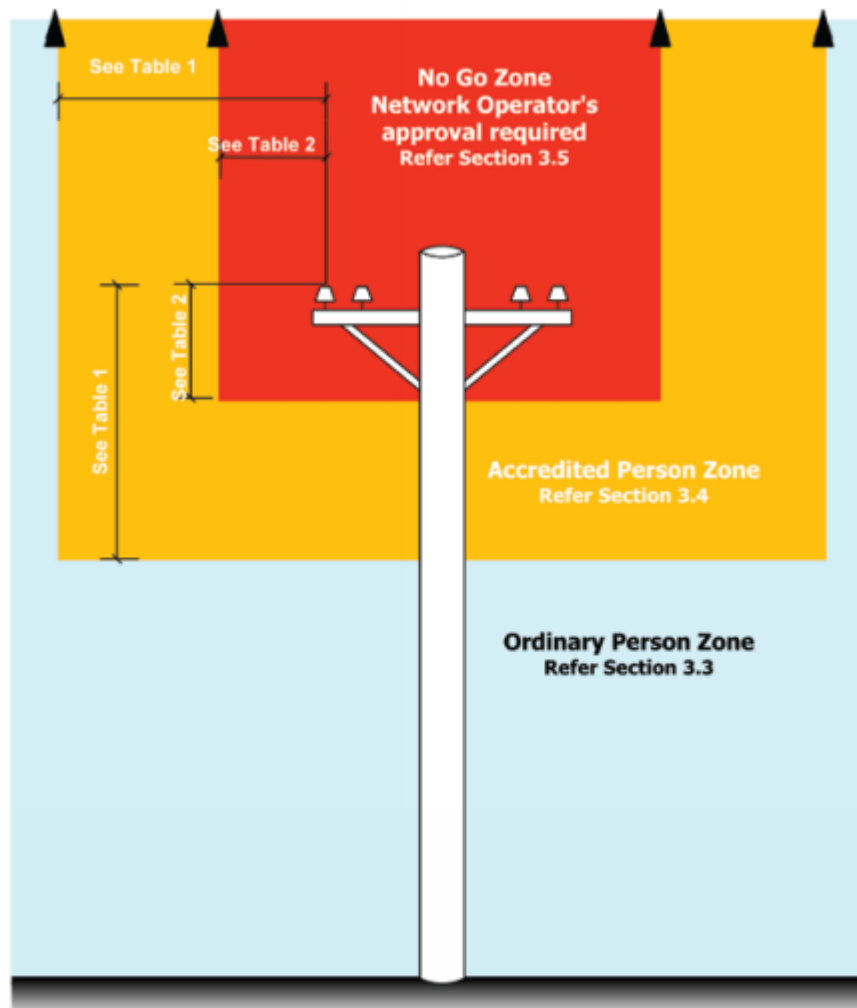 See Table 1
No Go Zone
Network Operator's
approval required
Refer Section 3.5
See Table 2
See Table 2
See Table 1
Accredited Person Zone
Refer Section 3.4
Ordinary Person Zone
Refer Section 3.3